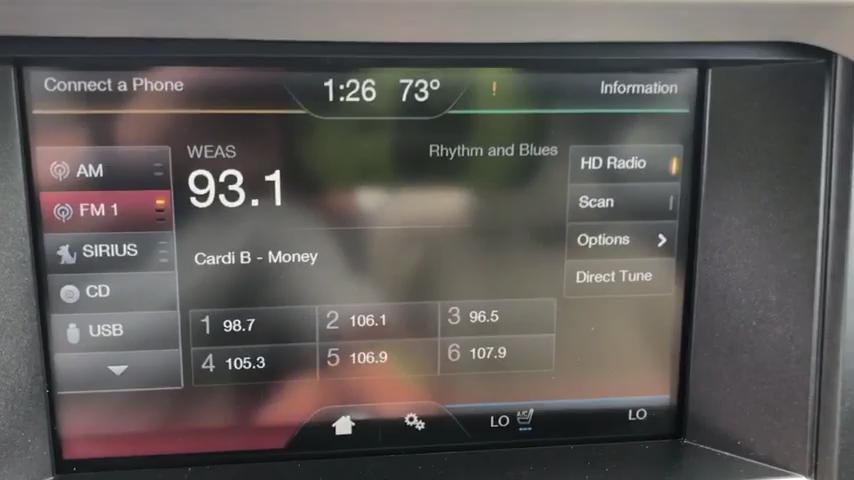 Connect a Phone
1:26 73° !
Information
AM
FM 1
SIRIUS
CD
USB
WEAS
Rhythm and Blues
93.1
Cardi B - Money
1 98.7
2 106.1
3 96.5
4 105.3
5 106.9
6 107.9
HD Radio
Scan
Options
Direct Tune
LO
A/C
LO